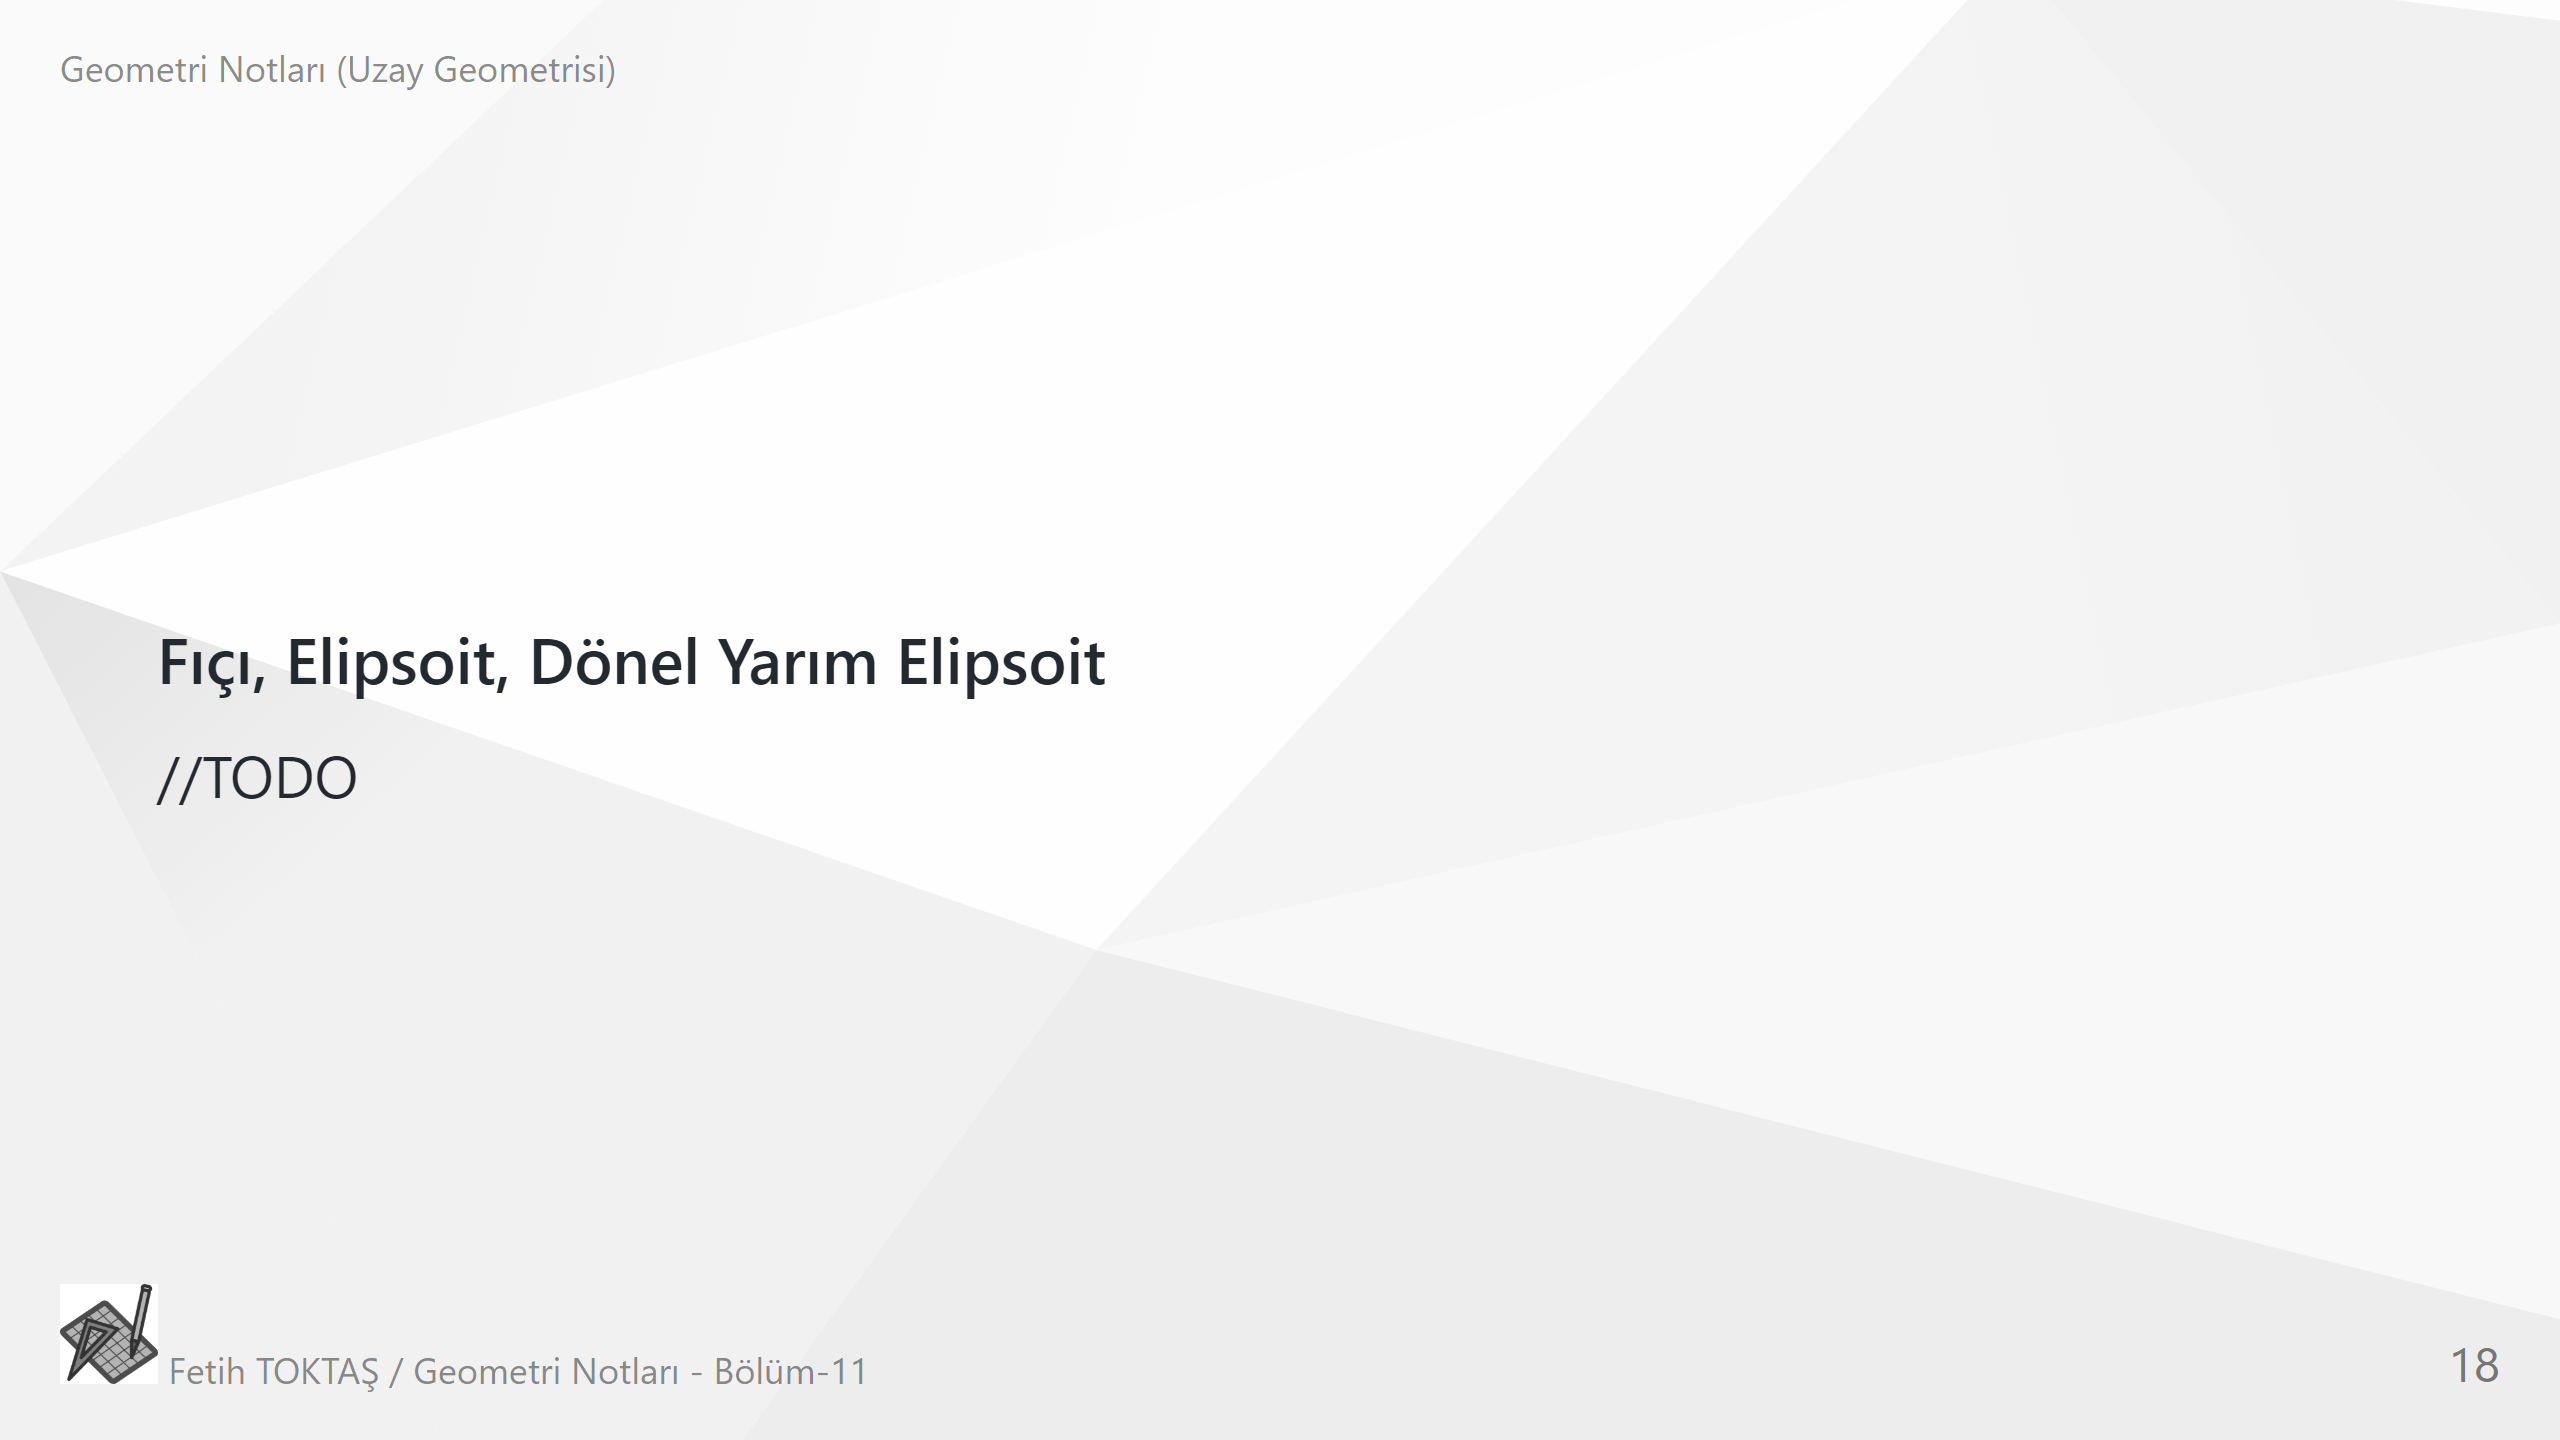 Geometri Notları (Uzay Geometrisi)
Fıçı, Elipsoit, Dönel Yarım Elipsoit
//TODO
Fetih TOKTAŞ / Geometri Notları - Bölüm-11
18